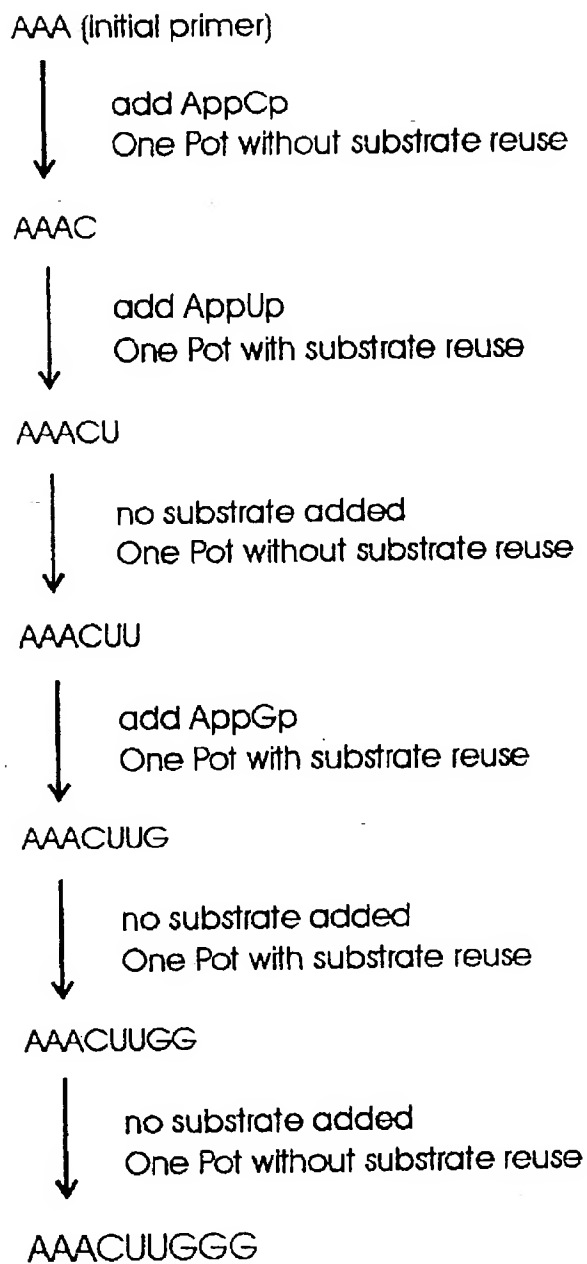 AAA (initial primer)
add AppCp
One Pot without substrate reuse
AAAC
add AppUp
One Pot with substrate reuse
AAACU
no substrate added
One Pot without substrate reuse
AAACUU
add AppGp
One Pot with substrate reuse
AAACUUG
no substrate added
One Pot with substrate reuse
AAACUUGG
no substrate added
One Pot without substrate reuse
AAACUUGGG